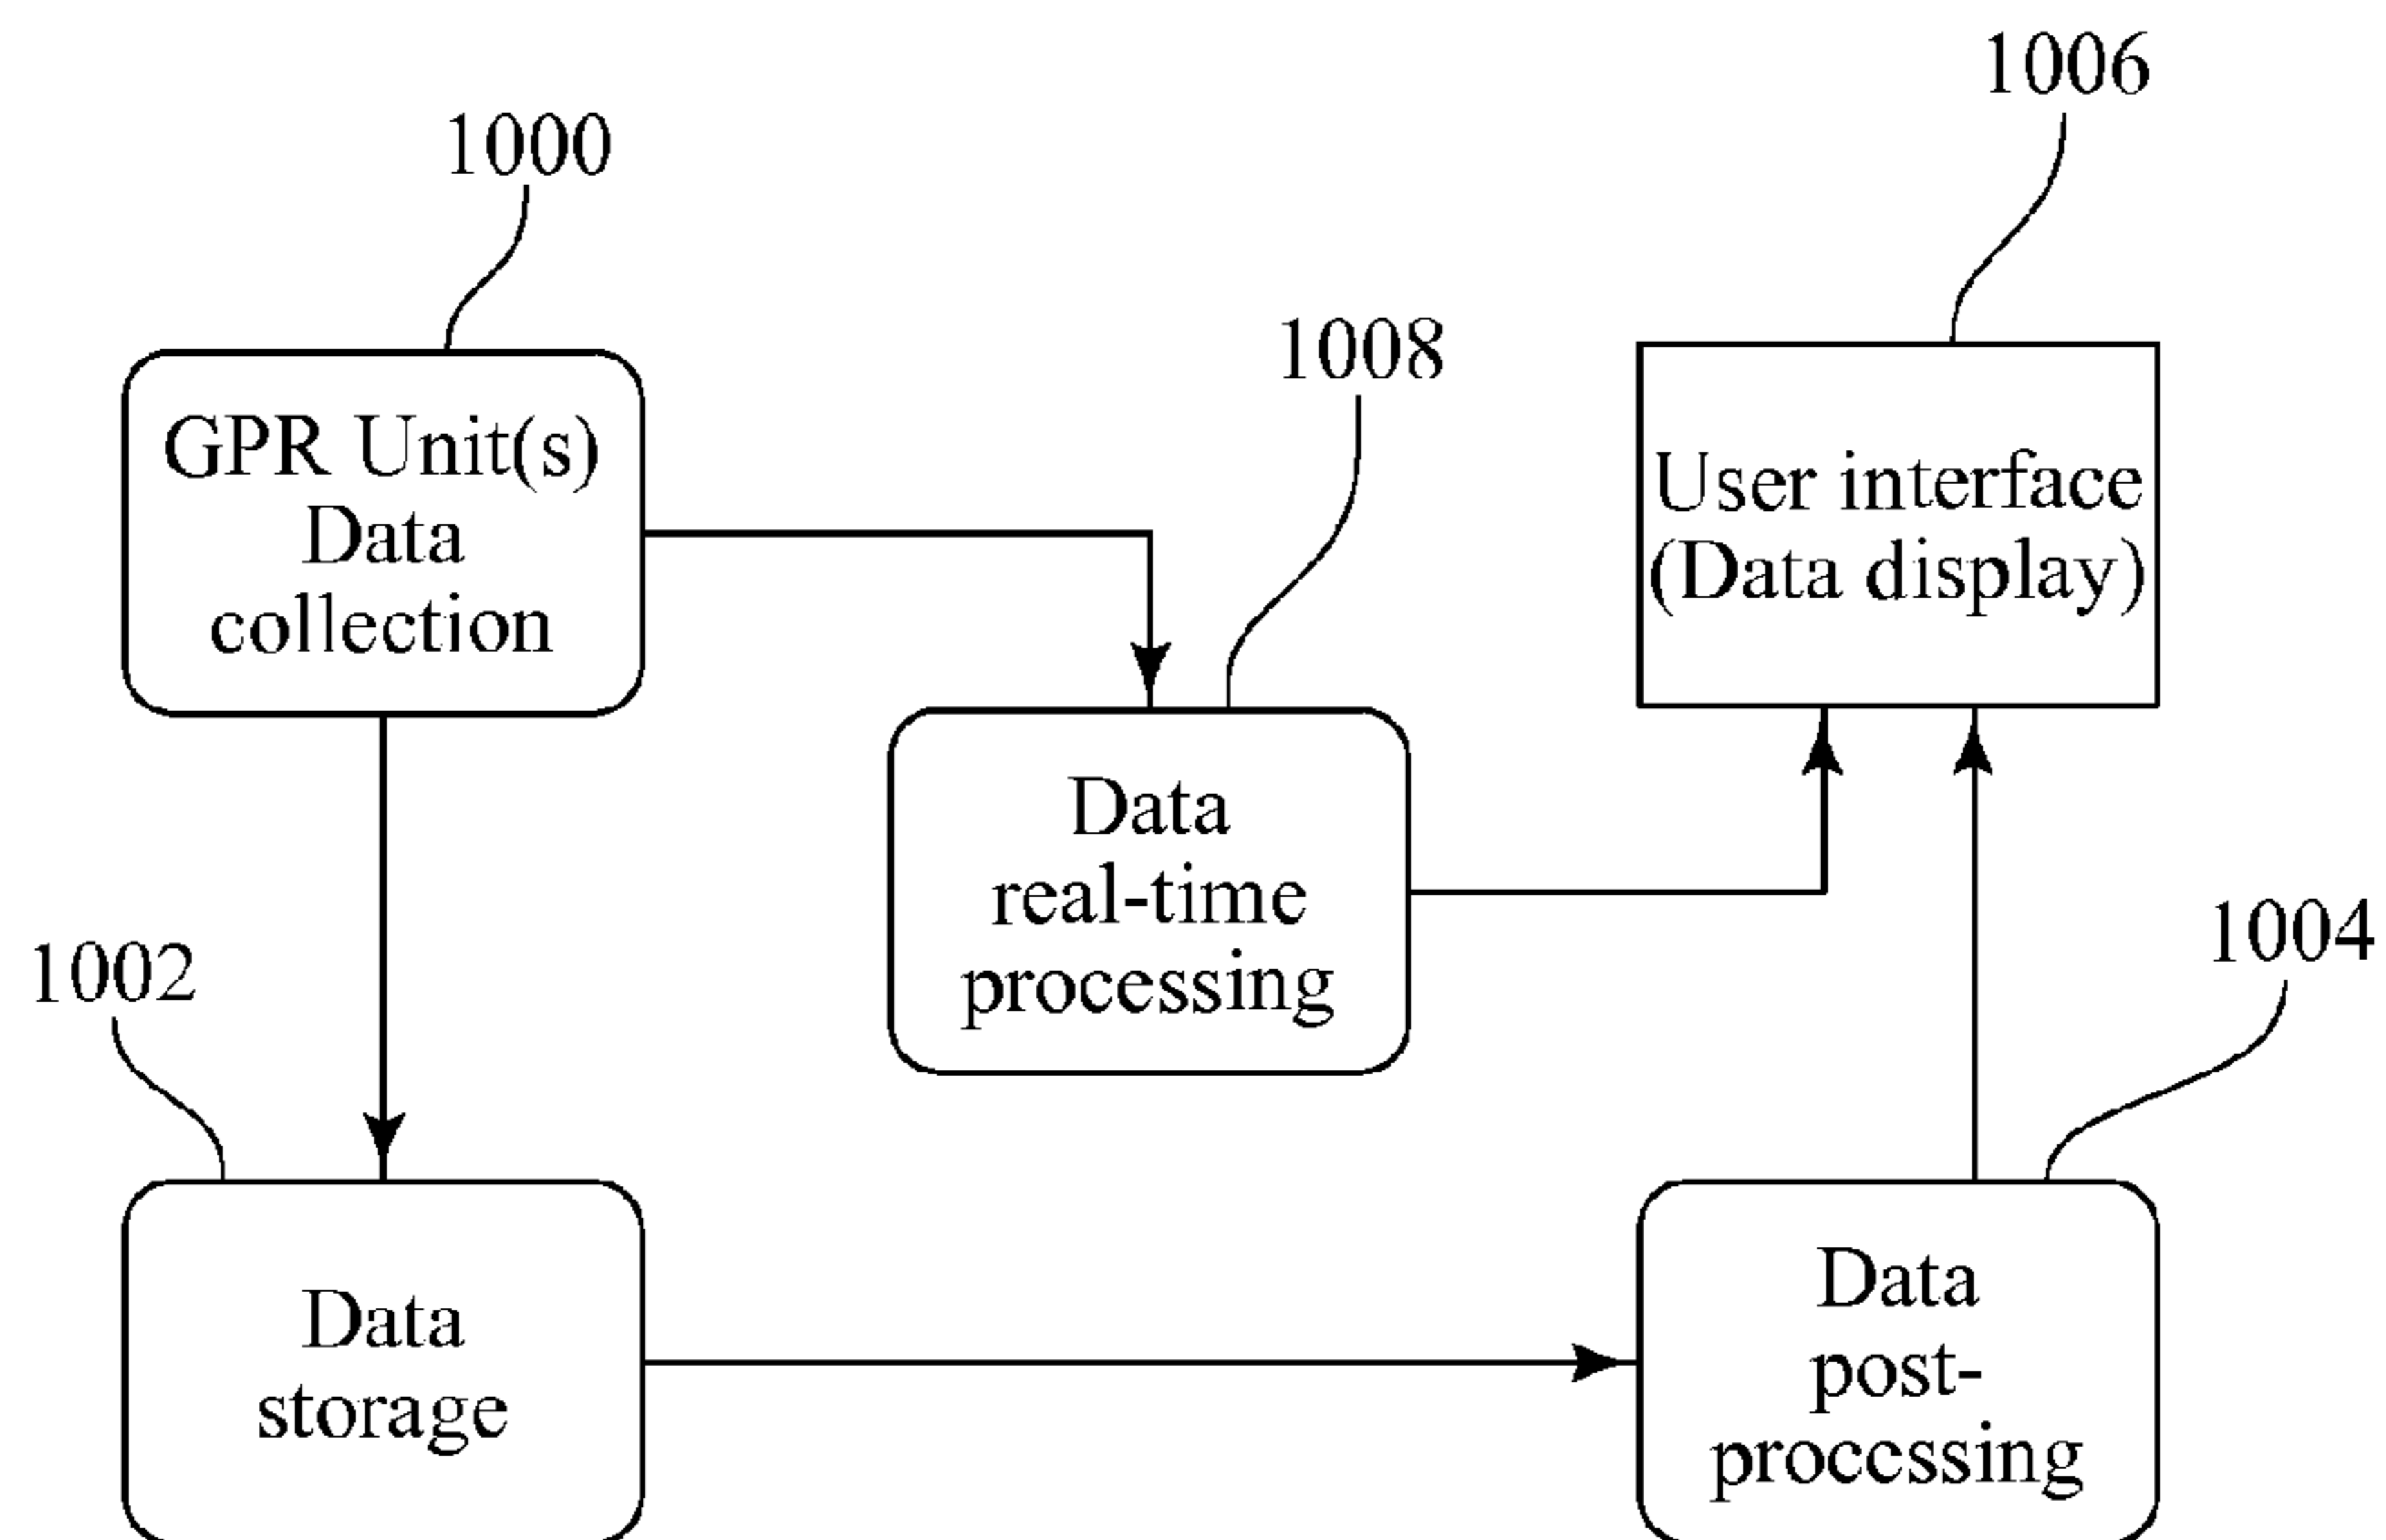 1006
1000
1008
GPR Unit(s)
Data
collection
User interface
(Data display)
Data
real-time
processing
1002
1004
Data
storage
Data
post-
processing